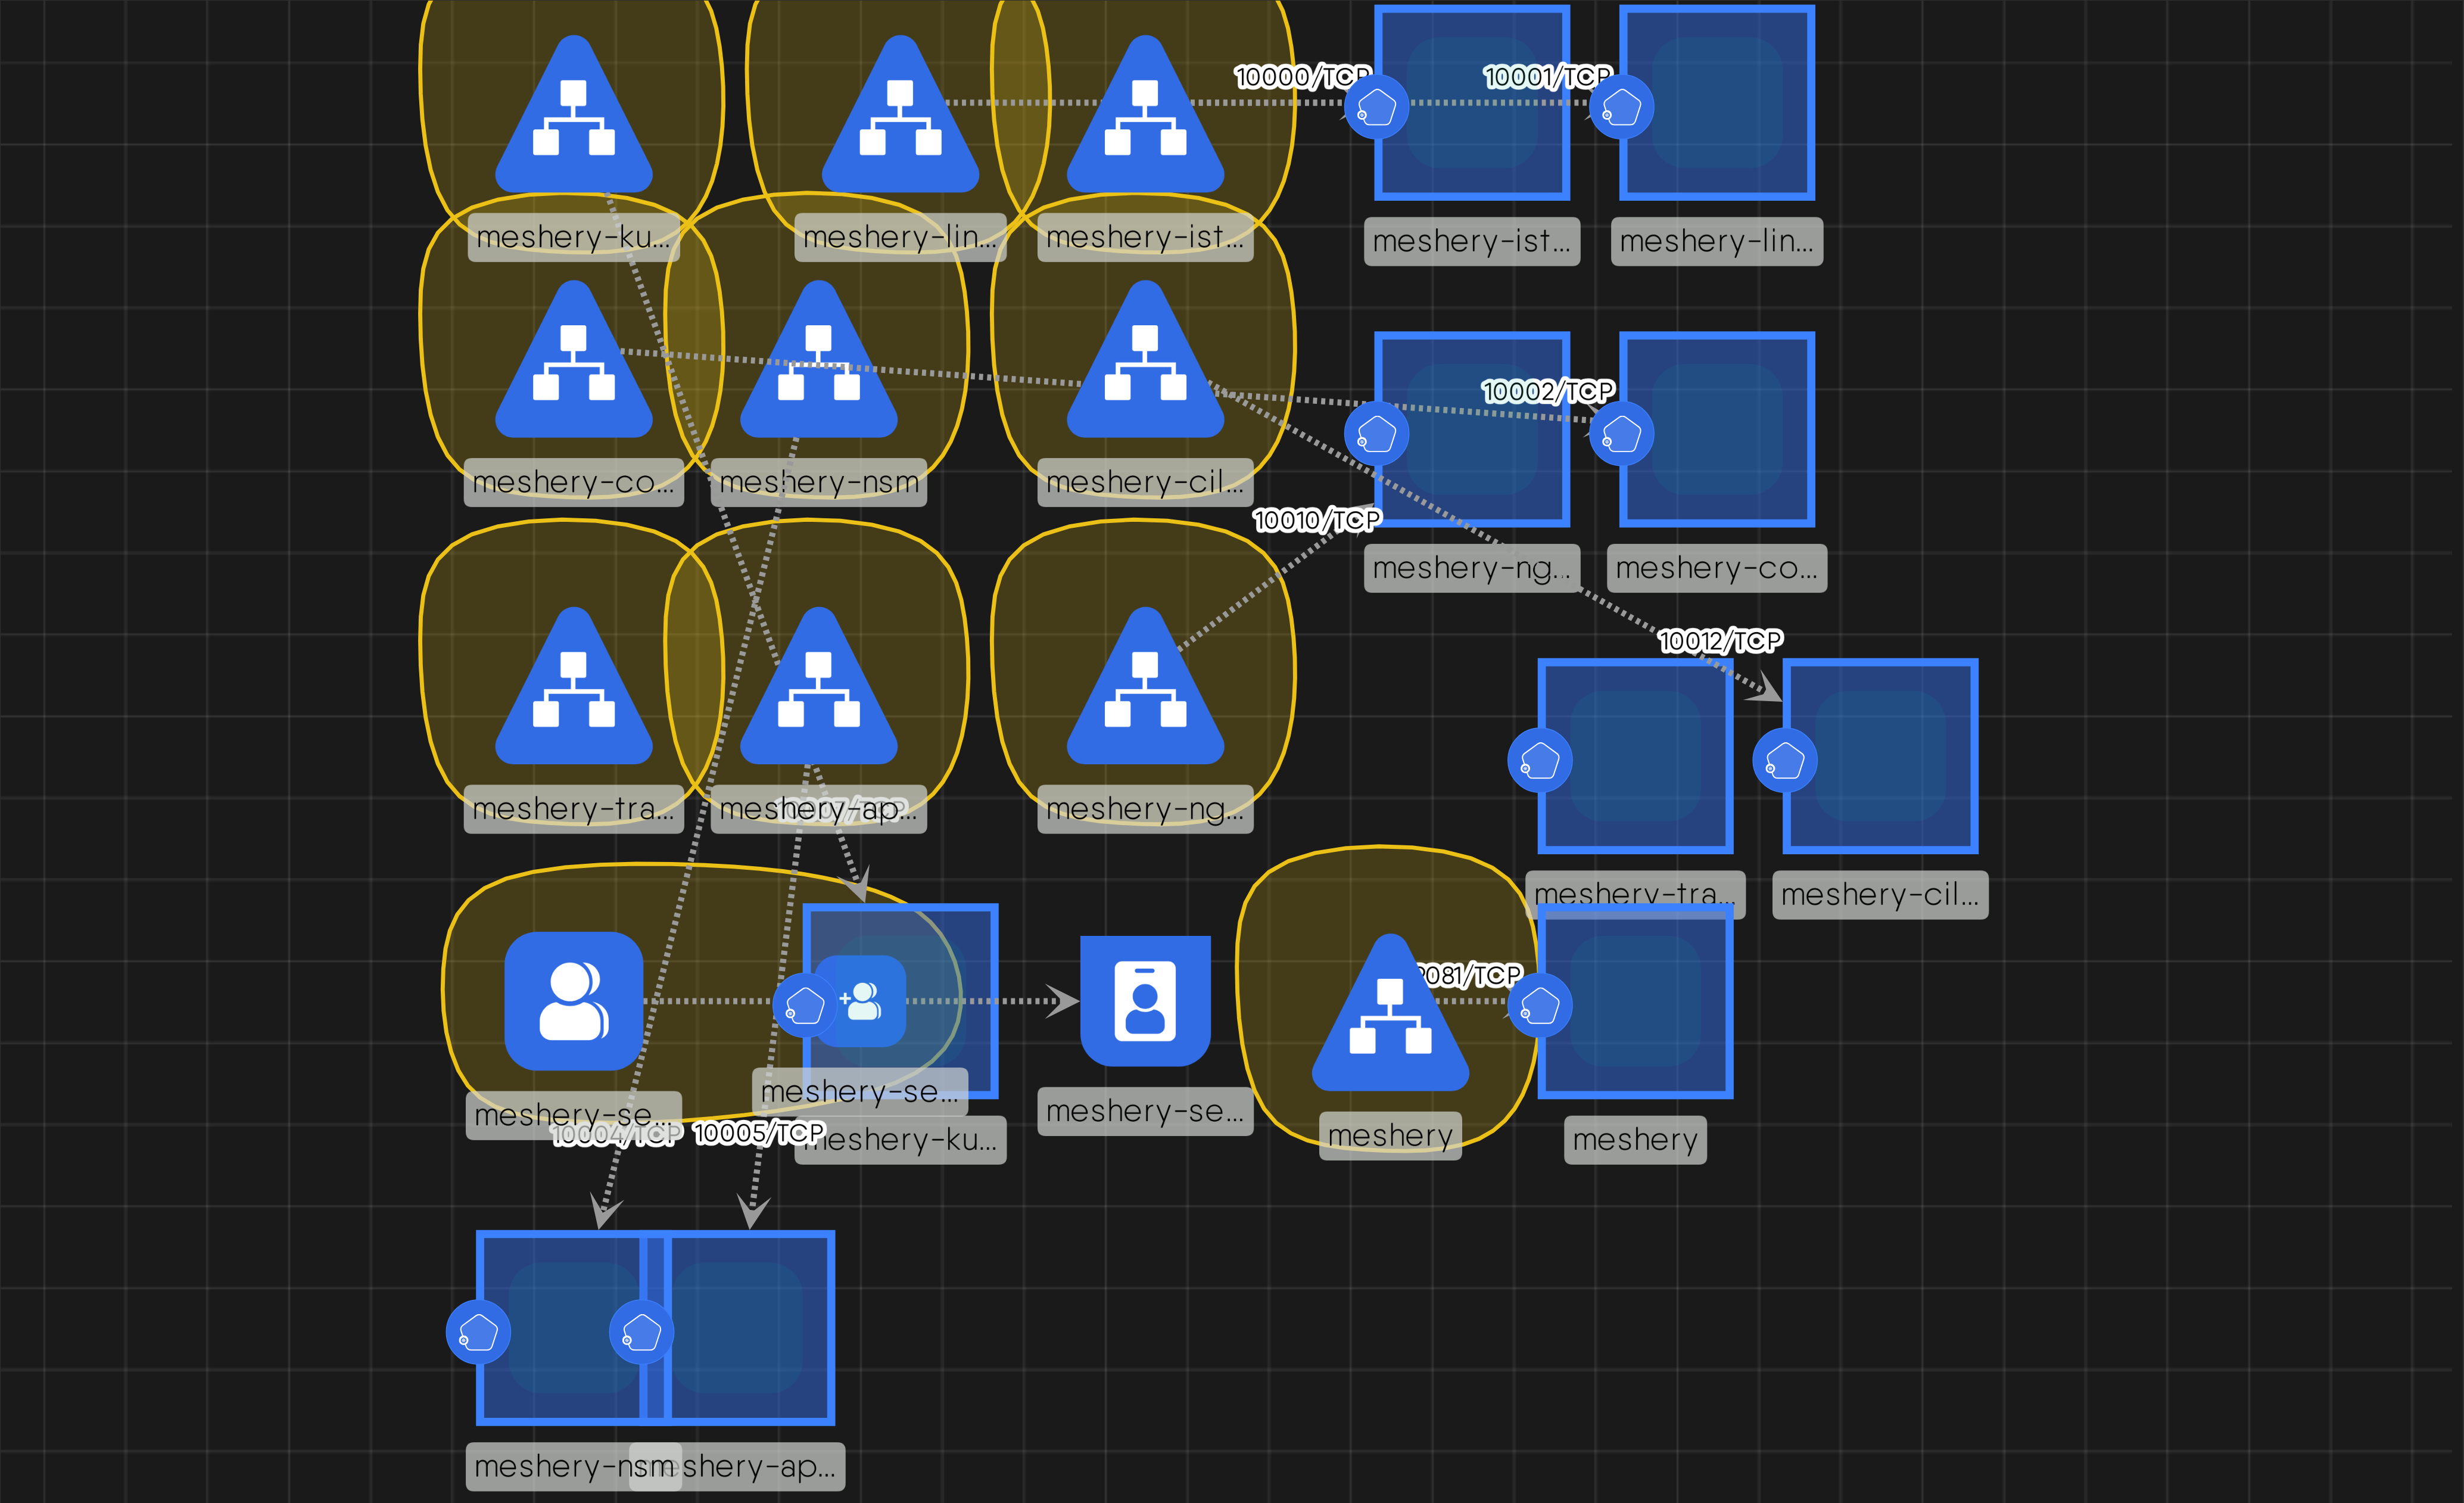 10000/TCP
10001/TCP
meshery-ku...
meshery-lin...
meshery-ist...
meshery-ist...
meshery-lin...
10002/TCP
meshery-co...
meshery-nsm
meshery-cil...
10010/TCP
meshery-ng...
meshery-co...
10012/TCP
meshery-tra...
meshery-ap...
meshery-ng...
meshery-tra...
meshery-cil...
meshery-se...
meshery-se...
meshery-se...
meshery-ku...
meshery
meshery
10004/TCP
10005/TCP
meshery-nsm
meshery-ap...